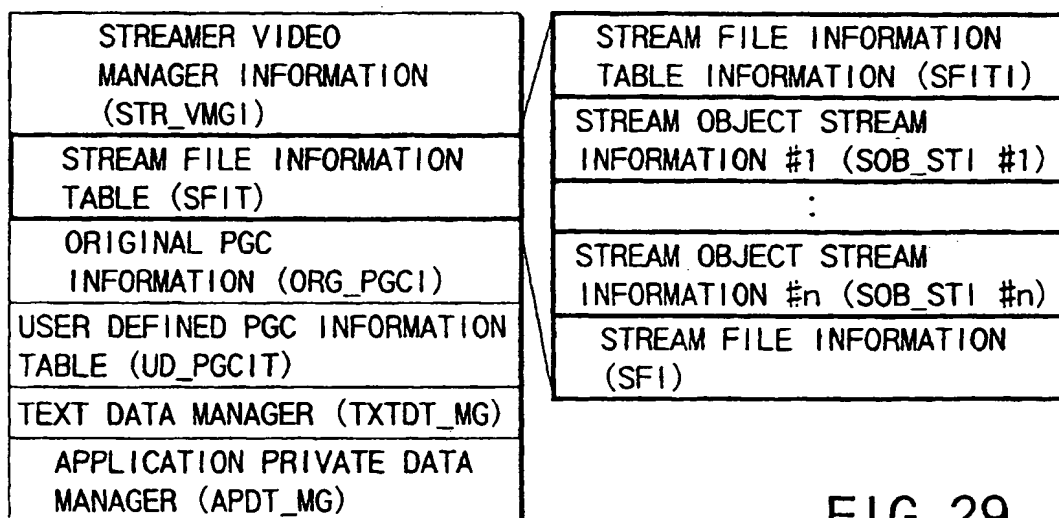 STREAMER VIDEO
MANAGER INFORMATION
(STR_VMGI)
STREAM FILE INFORMATION
TABLE (SFIT)
ORIGINAL PGC
INFORMATION (ORG_PGCI)
USER DEFINED PGC INFORMATION
TABLE (UD_PGCIT)
TEXT DATA MANAGER (TXTDT_MG)
APPLICATION PRIVATE DATA
MANAGER (APDT_MG)
STREAM FILE INFORMATION
TABLE INFORMATION (SFITI)
STREAM OBJECT STREAM
INFORMATION #1 (SOB_STI #1)
:
STREAM OBJECT STREAM
INFORMATION #n (SOB_STI #n)
STREAM FILE INFORMATION
(SFI)
FIG. 29